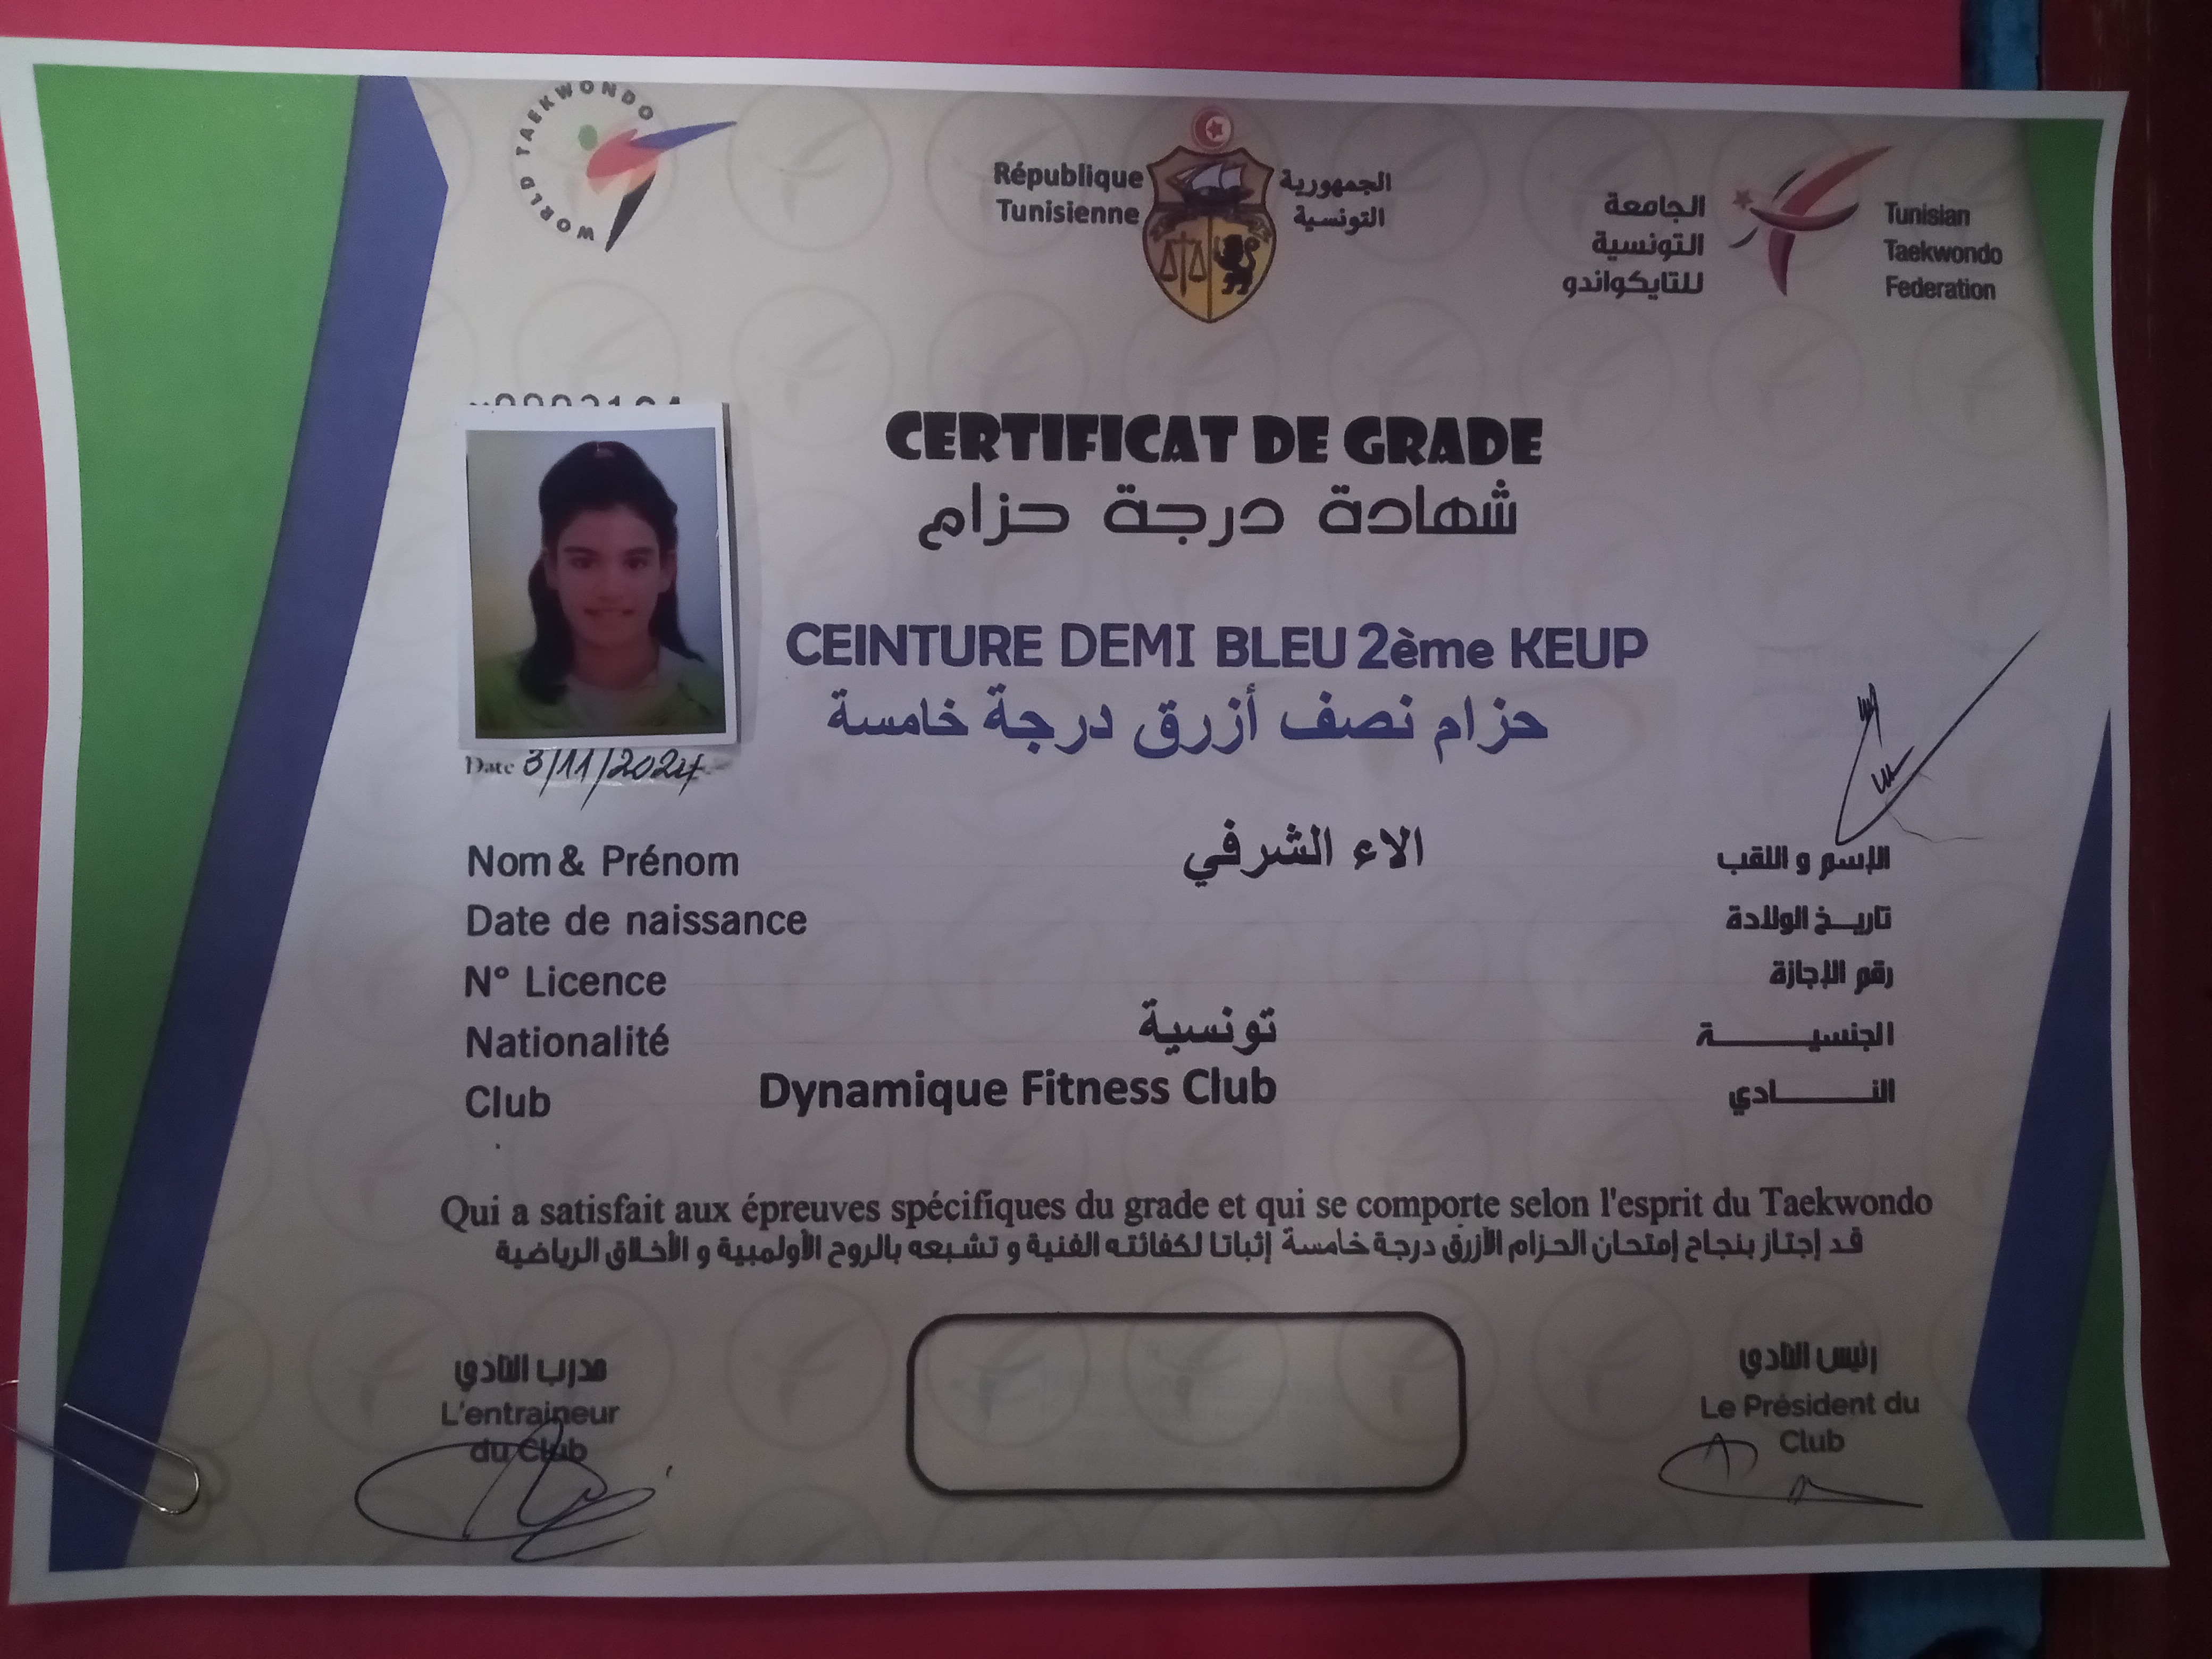 WORLD TAEKWONDO
République
Tunisienne
الجمهورية
التونسية
الجامعة
التونسية
للتايكواندو
Tunisian
Taekwondo
Federation
CERTIFICAT DE GRADE
شهادة درجة حزام
CEINTURE DEMI BLEU 2ème KEUP
حزام نصف أزرق درجة خامسة
Date 3/11/2024
Nom & Prénom الاء الشرفي الإسم و اللقب
Date de naissance تاريخ الولادة
N° Licence رقم الإجازة
Nationalité تونسية الجنسيـــــــة
Club Dynamique Fitness Club النـــــــادي
Qui a satisfait aux épreuves spécifiques du grade et qui se comporte selon l'esprit du Taekwondo
قد إجتاز بنجاح إمتحان الحزام الأزرق درجة خامسة إثباتا لكفائته الفنية و تشبعه بالروح الأولمبية و الأخلاق الرياضية
مدرب النادي
L'entraineur
du Club
رئيس النادي
Le Président du
Club